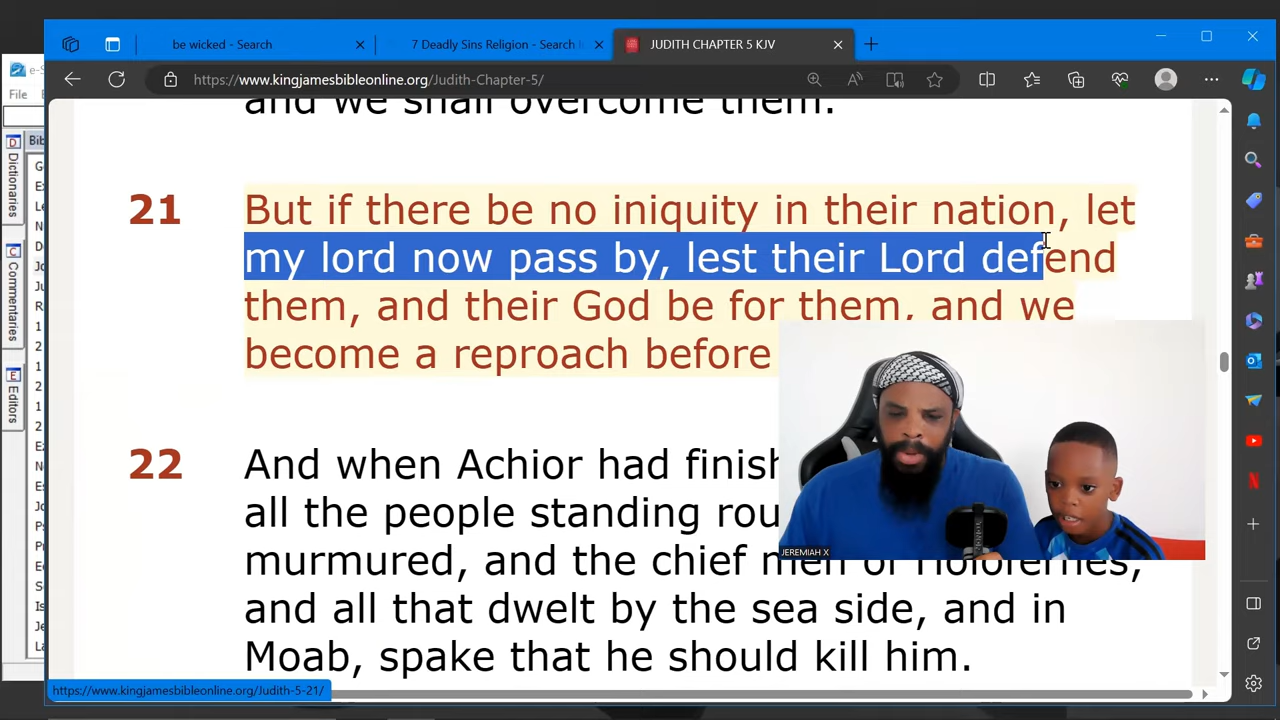 be wicked - Search
7 Deadly Sins Religion - Search
JUDITH CHAPTER 5 KJV
https://www.kingjamesbibleonline.org/Judith-Chapter-5/
File
Bib
Dictionaries
Commentaries
Editors
and we shall overcome them.
21 But if there be no iniquity in their nation, let
my lord now pass by, lest their Lord defend
them, and their God be for them, and we
become a reproach before
22 And when Achior had finish
all the people standing rou
murmured, and the chief men of Holofernes,
and all that dwelt by the sea side, and in
Moab, spake that he should kill him.
JEREMIAH X
https://www.kingjamesbibleonline.org/Judith-5-21/